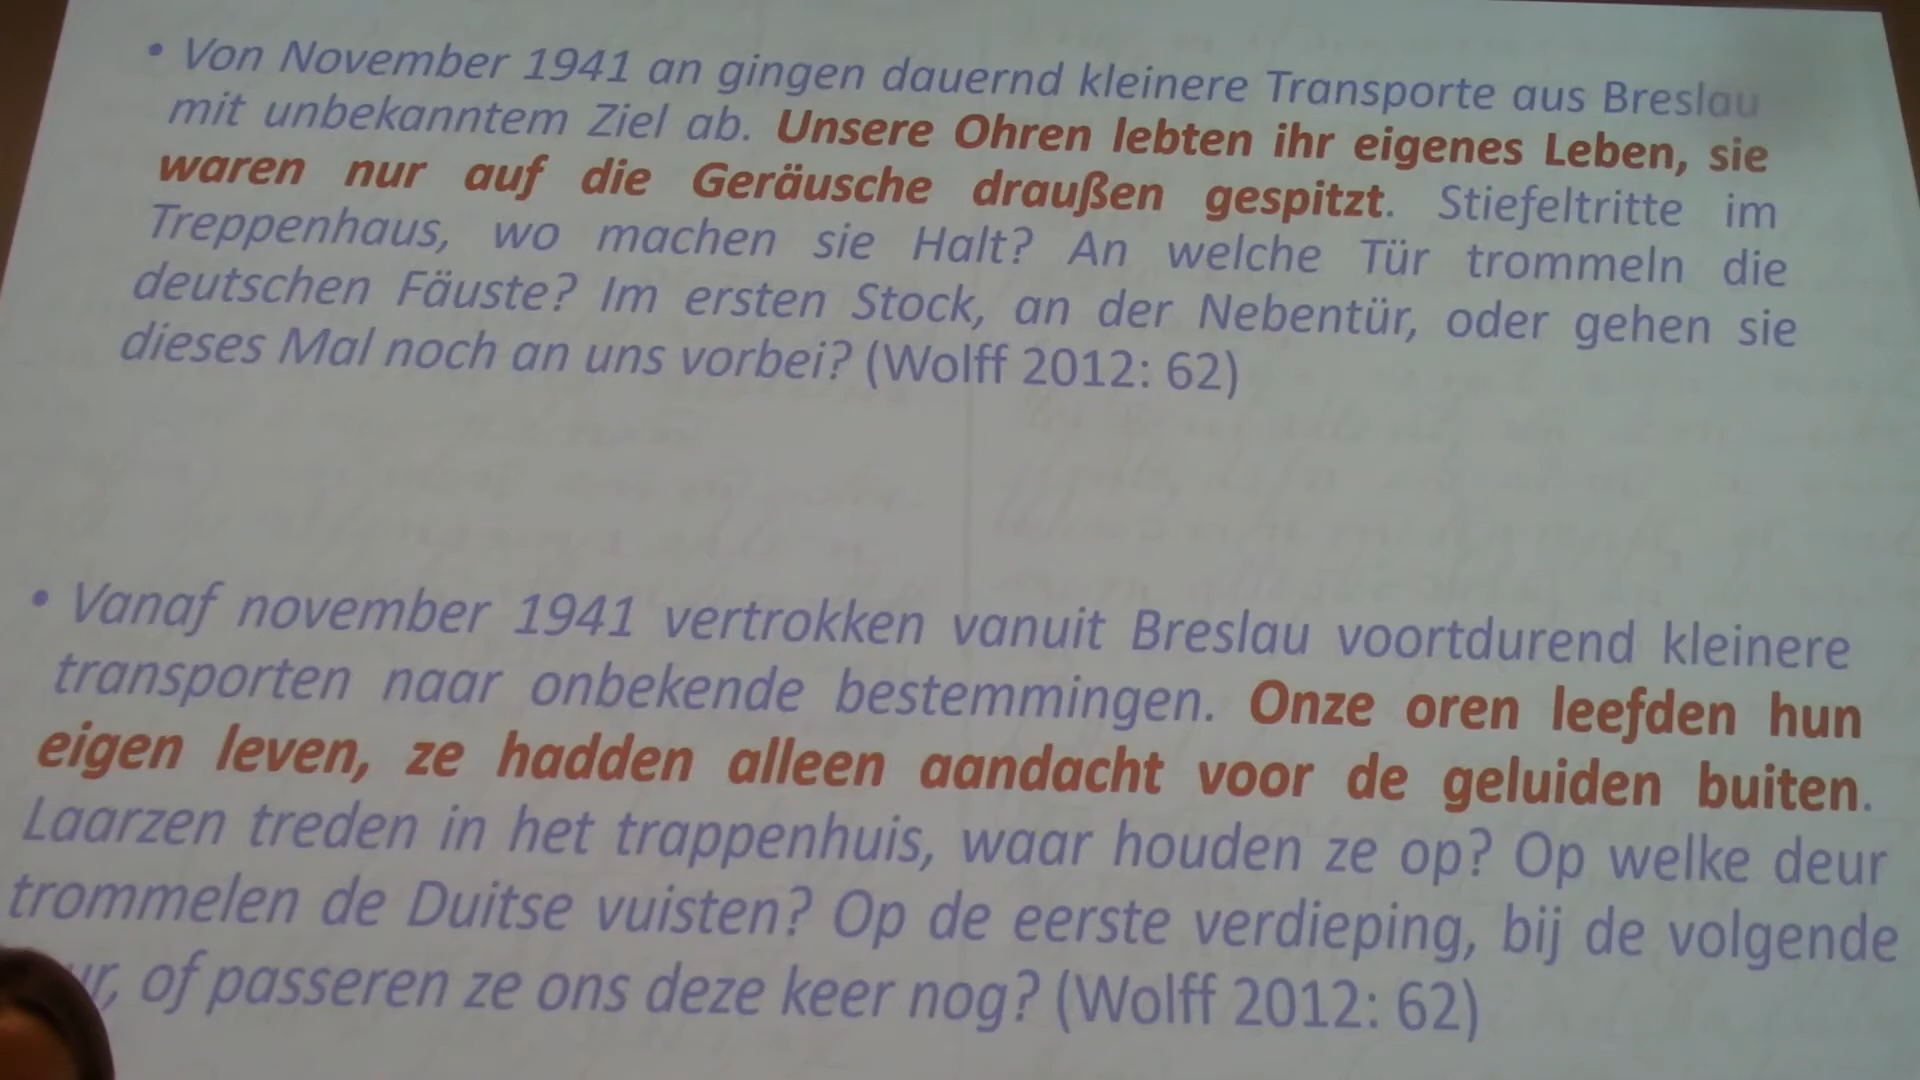 • Von November 1941 an gingen dauernd kleinere Transporte aus Breslau
mit unbekanntem Ziel ab. Unsere Ohren lebten ihr eigenes Leben, sie
waren nur auf die Geräusche draußen gespitzt. Stiefeltritte im
Treppenhaus, wo machen sie Halt? An welche Tür trommeln die
deutschen Fäuste? Im ersten Stock, an der Nebentür, oder gehen sie
dieses Mal noch an uns vorbei? (Wolff 2012: 62)
• Vanaf november 1941 vertrokken vanuit Breslau voortdurend kleinere
transporten naar onbekende bestemmingen. Onze oren leefden hun
eigen leven, ze hadden alleen aandacht voor de geluiden buiten.
Laarzen treden in het trappenhuis, waar houden ze op? Op welke deur
trommelen de Duitse vuisten? Op de eerste verdieping, bij de volgende
of passeren ze ons deze keer nog? (Wolff 2012: 62)